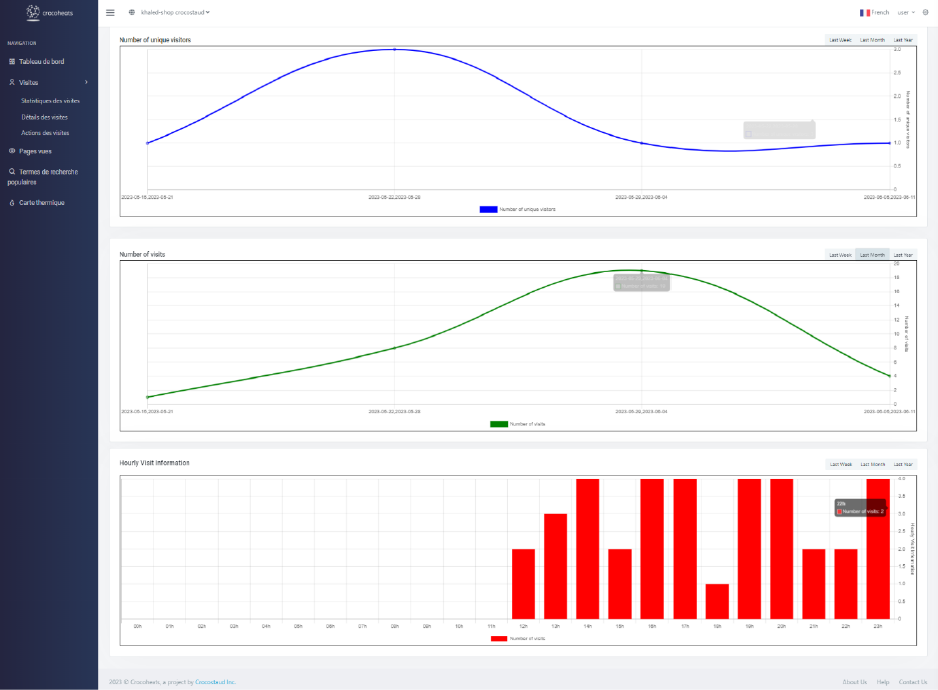 crocoheats
khaled-shop crocostaud
French
user
NAVIGATION
Tableau de bord
Visites
Statistiques des visites
Détails des visites
Actions des visites
Pages vues
Termes de recherche
populaires
Carte thermique
Number of unique visitors
Last Week Last Month Last Year
3.0
2.5
2.0
1.5
1.0
0.5
0
Number of unique visitors
2023-05-15,2023-05-21 2023-05-22,2023-05-28 2023-05-29,2023-06-04 2023-06-05,2023-06-11
Number of unique visitors
Number of visits
Last Week Last Month Last Year
20
18
16
14
12
10
8
6
4
2
0
Number of visits
2023-05-15,2023-05-21 2023-05-22,2023-05-28 2023-05-29,2023-06-04 2023-06-05,2023-06-11
Number of visits
Hourly Visit Information
Last Week Last Month Last Year
4.0
3.5
3.0
2.5
2.0
1.5
1.0
0.5
0
Hourly Visit Information
22h
Number of visits: 2
00h 01h 02h 03h 04h 05h 06h 07h 08h 09h 10h 11h 12h 13h 14h 15h 16h 17h 18h 19h 20h 21h 22h 23h
Number of visits
2023 © Crocoheats, a project by Crocostaud Inc.
About Us Help Contact Us